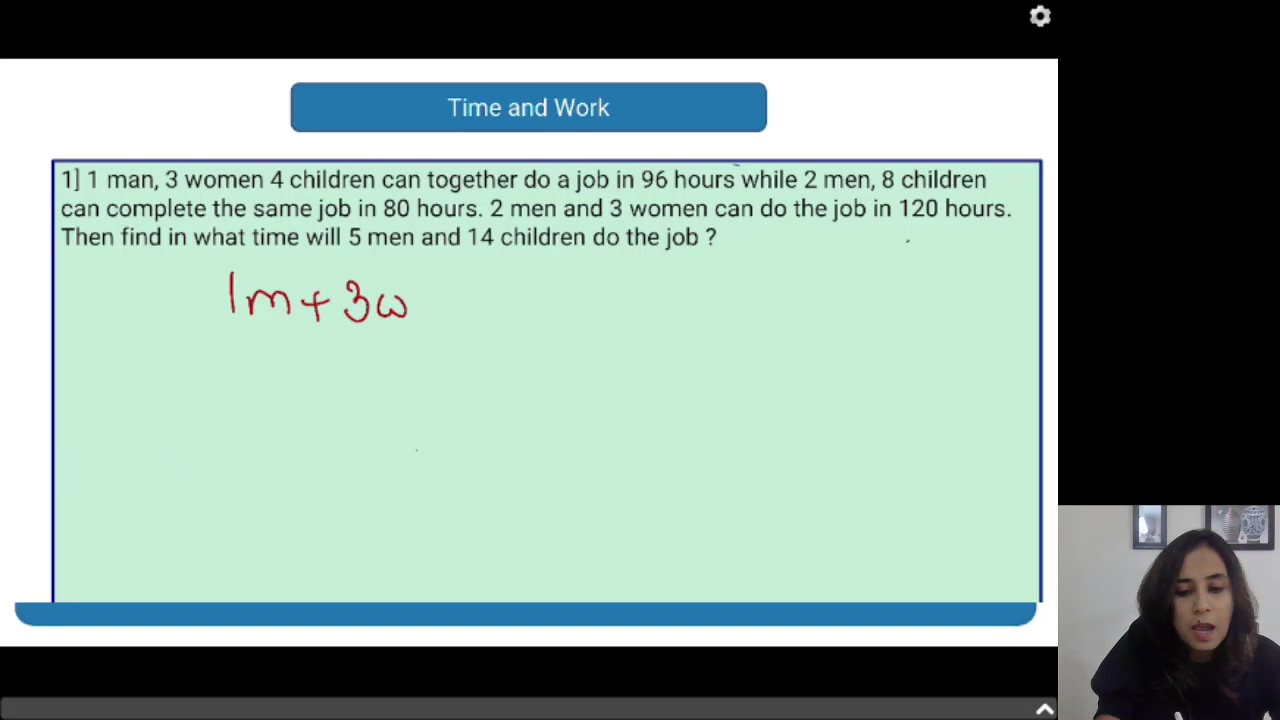 Time and Work
1] 1 man, 3 women 4 children can together do a job in 96 hours while 2 men, 8 children
can complete the same job in 80 hours. 2 men and 3 women can do the job in 120 hours.
Then find in what time will 5 men and 14 children do the job ?
1m+3w